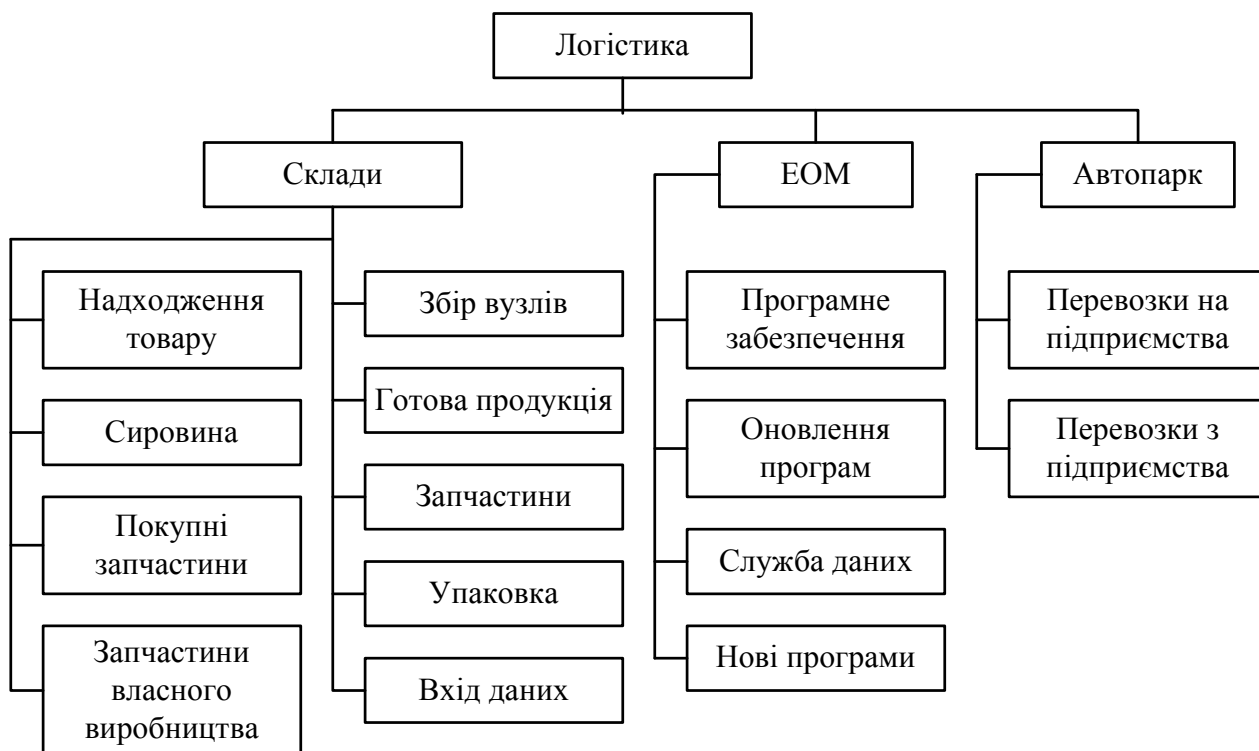 Логістика
Склади
ЕОМ
Автопарк
Надходження
товару
Сировина
Покупні
запчастини
Запчастини
власного
виробництва
Збір вузлів
Готова продукція
Запчастини
Упаковка
Вхід даних
Програмне
забезпечення
Оновлення
програм
Служба даних
Нові програми
Перевозки на
підприємства
Перевозки з
підприємства